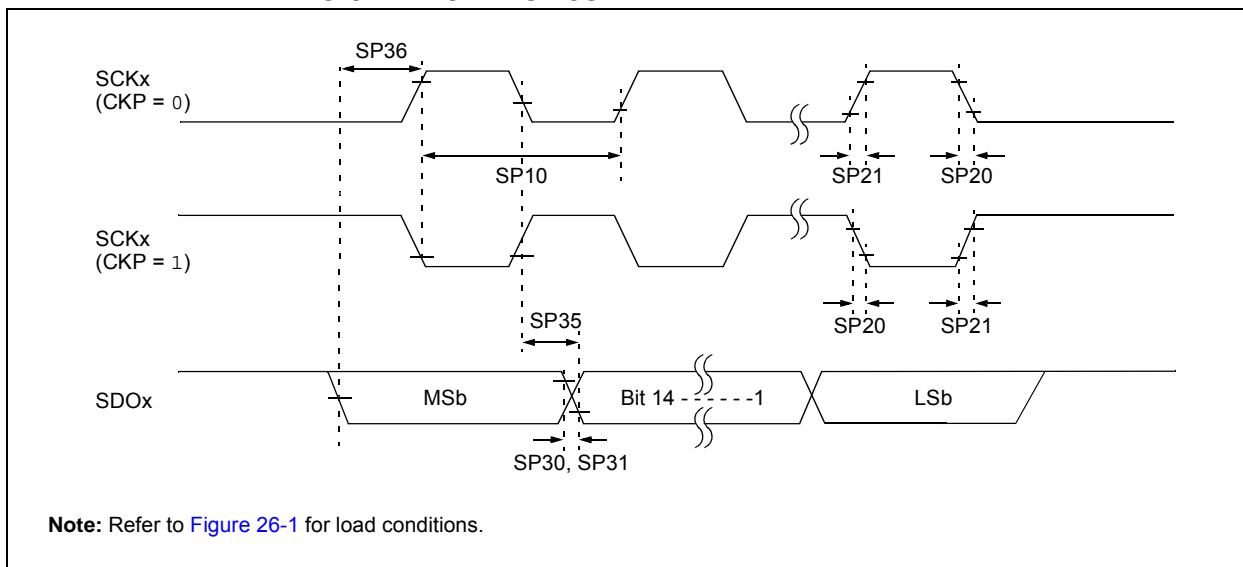 SP36
SCKx
(CKP = 0)
SP10
SP21
SP20
SCKx
(CKP = 1)
SP35
SP20
SP21
SDOx
MSb
Bit 14 - - - - - -1
LSb
SP30, SP31
Note: Refer to Figure 26-1 for load conditions.